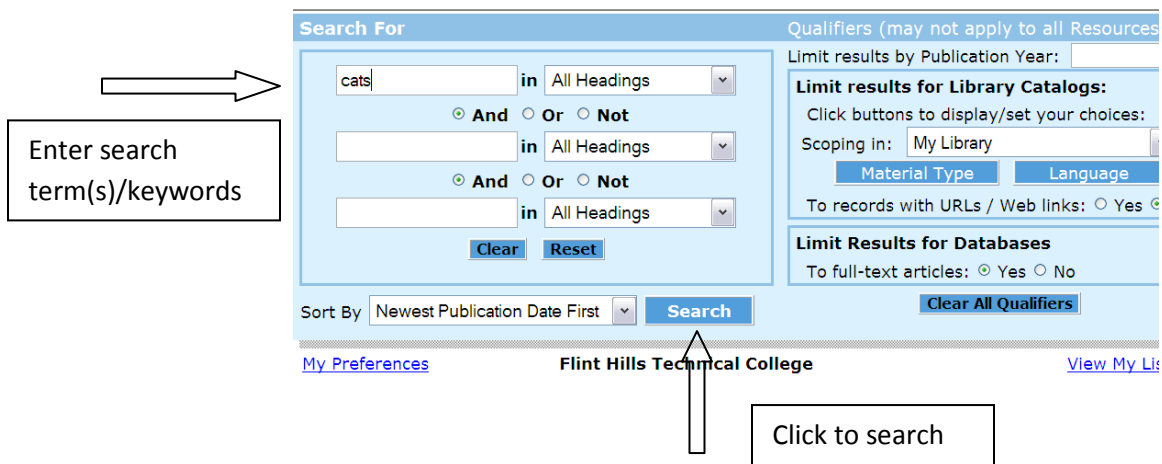 Search For
Qualifiers (may not apply to all Resources
Limit results by Publication Year:
cats in All Headings
Limit results for Library Catalogs:
And Or Not
Click buttons to display/set your choices:
in All Headings
Scoping in: My Library
Enter search
term(s)/keywords
And Or Not
Material Type Language
in All Headings
To records with URLs / Web links: Yes
Clear Reset
Limit Results for Databases
To full-text articles: Yes No
Sort By Newest Publication Date First Search
Clear All Qualifiers
My Preferences Flint Hills Technical College View My Lis
Click to search